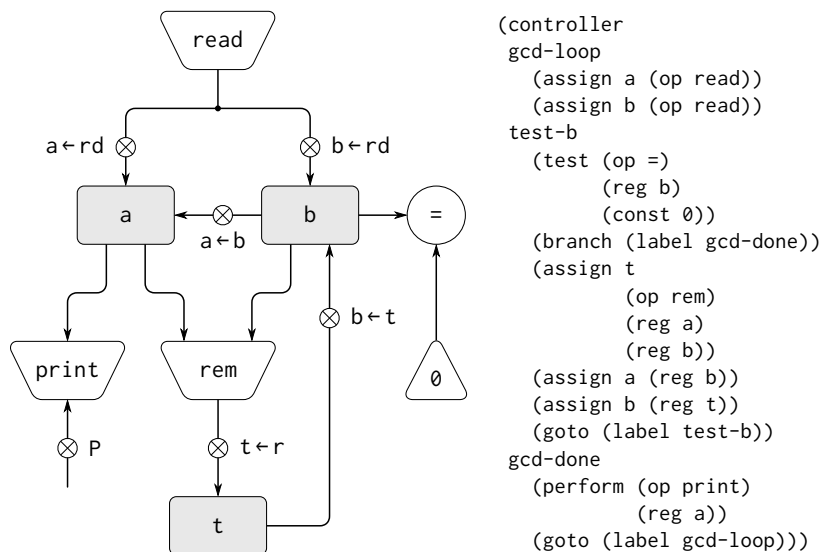 read
a←rd
b←rd
a
b
=
a←b
b←t
print
rem
0
P
t←r
t
(controller
gcd-loop
(assign a (op read))
(assign b (op read))
test-b
(test (op =)
(reg b)
(const 0))
(branch (label gcd-done))
(assign t
(op rem)
(reg a)
(reg b))
(assign a (reg b))
(assign b (reg t))
(goto (label test-b))
gcd-done
(perform (op print)
(reg a))
(goto (label gcd-loop)))